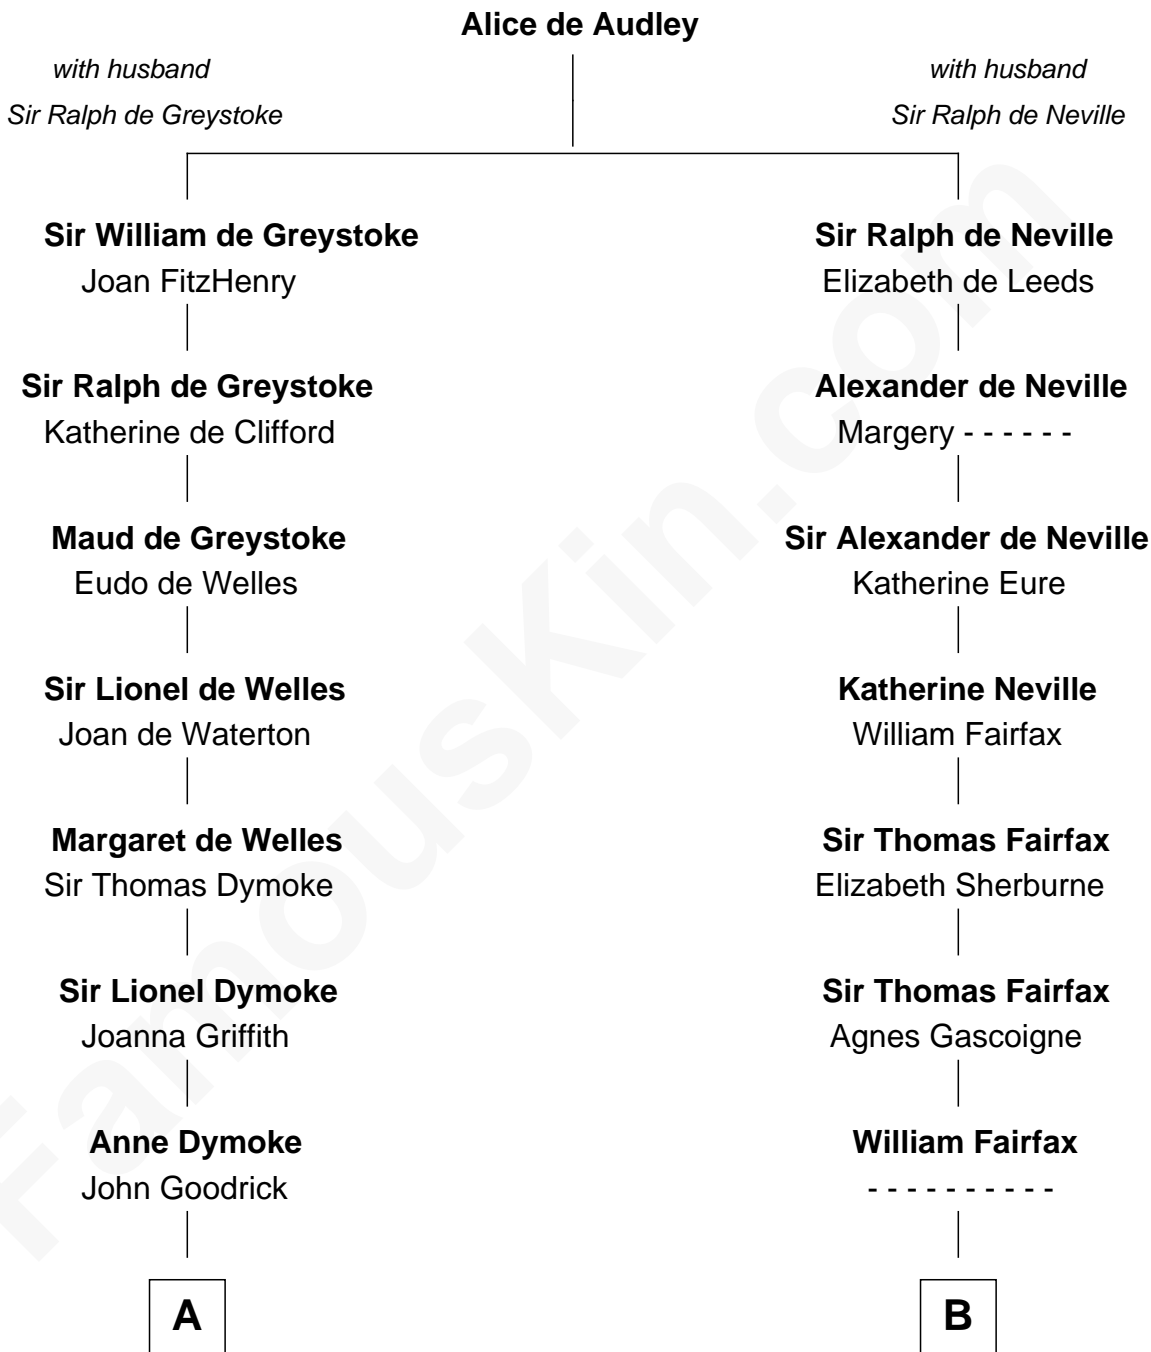 Alice de Audley
with husband
Sir Ralph de Greystoke
with husband
Sir Ralph de Neville
Sir William de Greystoke
Joan FitzHenry
Sir Ralph de Neville
Elizabeth de Leeds
Sir Ralph de Greystoke
Katherine de Clifford
Alexander de Neville
Margery - - - - - -
Maud de Greystoke
Eudo de Welles
Sir Alexander de Neville
Katherine Eure
Sir Lionel de Welles
Joan de Waterton
Katherine Neville
William Fairfax
Margaret de Welles
Sir Thomas Dymoke
Sir Thomas Fairfax
Elizabeth Sherburne
Sir Lionel Dymoke
Joanna Griffith
Sir Thomas Fairfax
Agnes Gascoigne
Anne Dymoke
John Goodrick
William Fairfax
- - - - - - - - - -
A
B
FamousKin.com